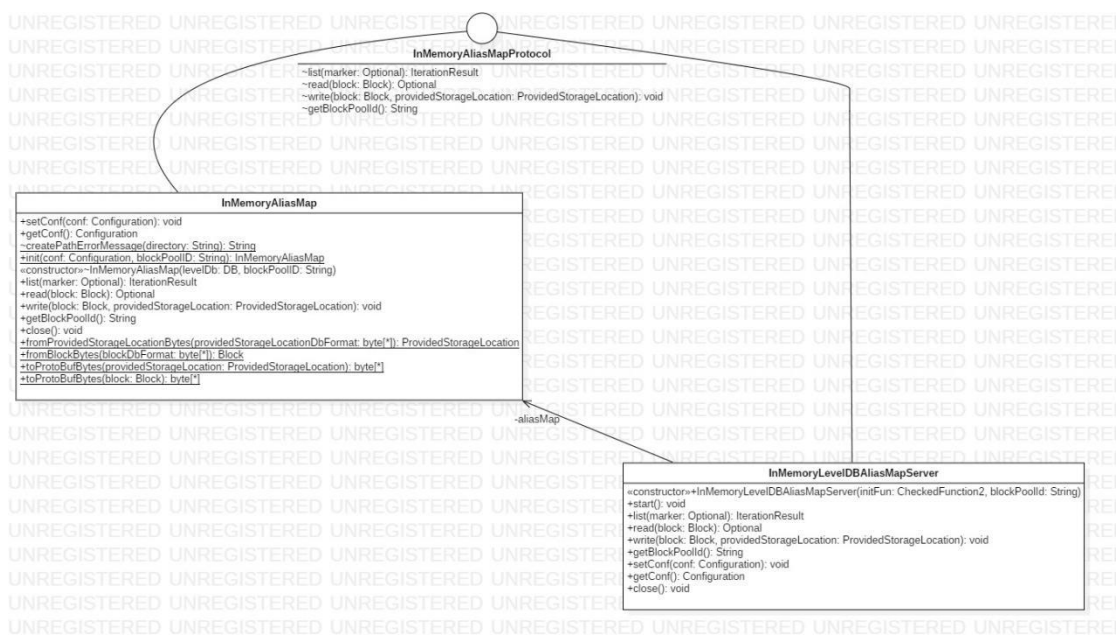 InMemoryAliasMapProtocol
~list(marker: Optional): IterationResult
~read(block: Block): Optional
~write(block: Block, providedStorageLocation: ProvidedStorageLocation): void
~getBlockPoolId(): String
InMemoryAliasMap
+setConf(conf: Configuration): void
+getConf(): Configuration
~createPathErrorMessage(directory: String): String
+init(conf: Configuration, blockPoolID: String): InMemoryAliasMap
«constructor»~InMemoryAliasMap(levelDb: DB, blockPoolID: String)
+list(marker: Optional): IterationResult
+read(block: Block): Optional
+write(block: Block, providedStorageLocation: ProvidedStorageLocation): void
+getBlockPoolId(): String
+close(): void
+fromProvidedStorageLocationBytes(providedStorageLocationDbFormat: byte[*]): ProvidedStorageLocation
+fromBlockBytes(blockDbFormat: byte[*]): Block
+toProtoBufBytes(providedStorageLocation: ProvidedStorageLocation): byte[*]
+toProtoBufBytes(block: Block): byte[*]
-aliasMap
InMemoryLevelDBAliasMapServer
«constructor»+InMemoryLevelDBAliasMapServer(initFun: CheckedFunction2, blockPoolId: String)
+start(): void
+list(marker: Optional): IterationResult
+read(block: Block): Optional
+write(block: Block, providedStorageLocation: ProvidedStorageLocation): void
+getBlockPoolId(): String
+setConf(conf: Configuration): void
+getConf(): Configuration
+close(): void